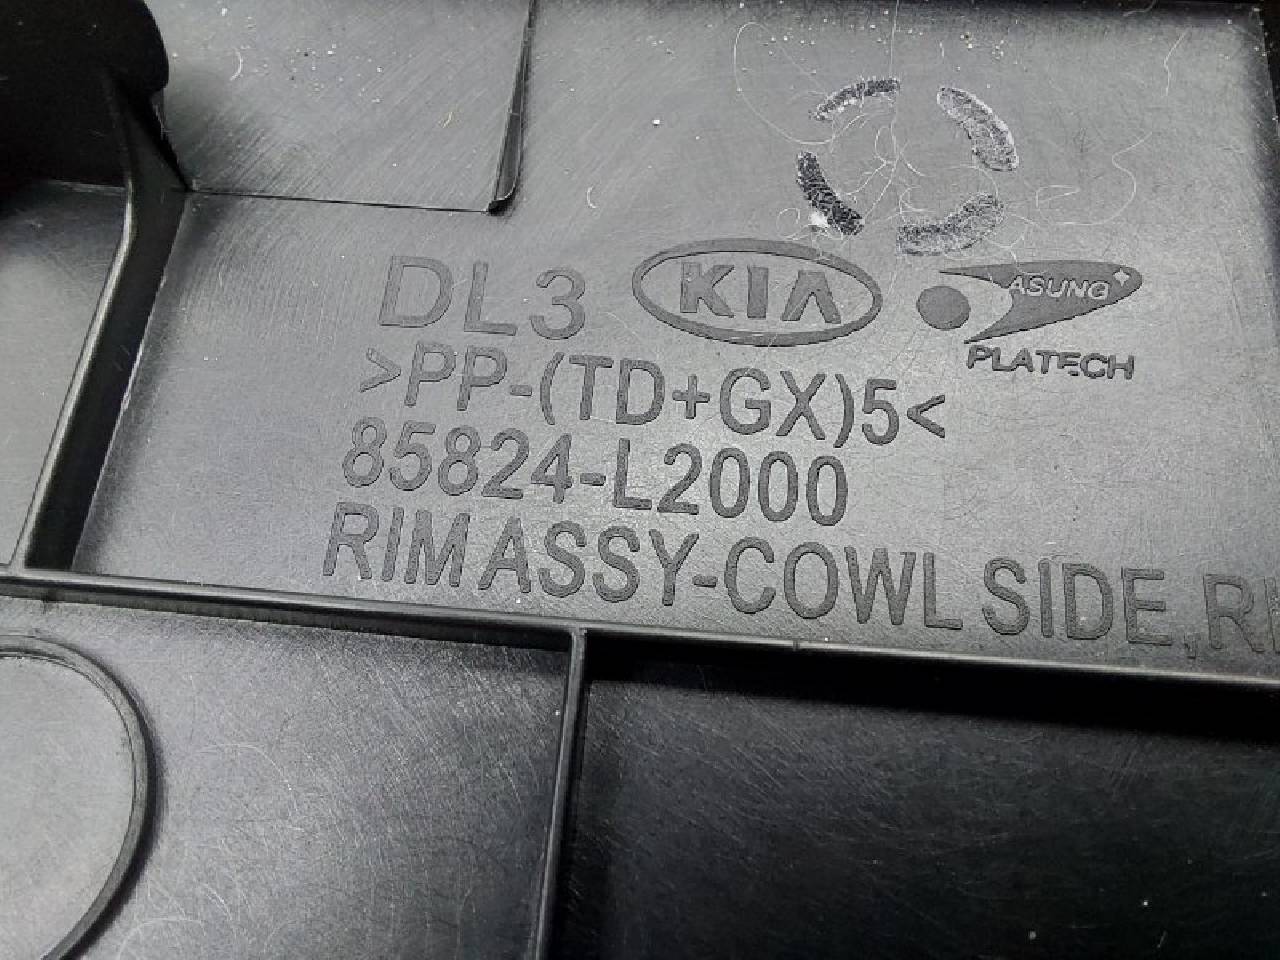 DL3 KIA ASUNG PLATECH
>PP-(TD+GX)5<
85824-L2000
RIM ASSY-COWL SIDE,R